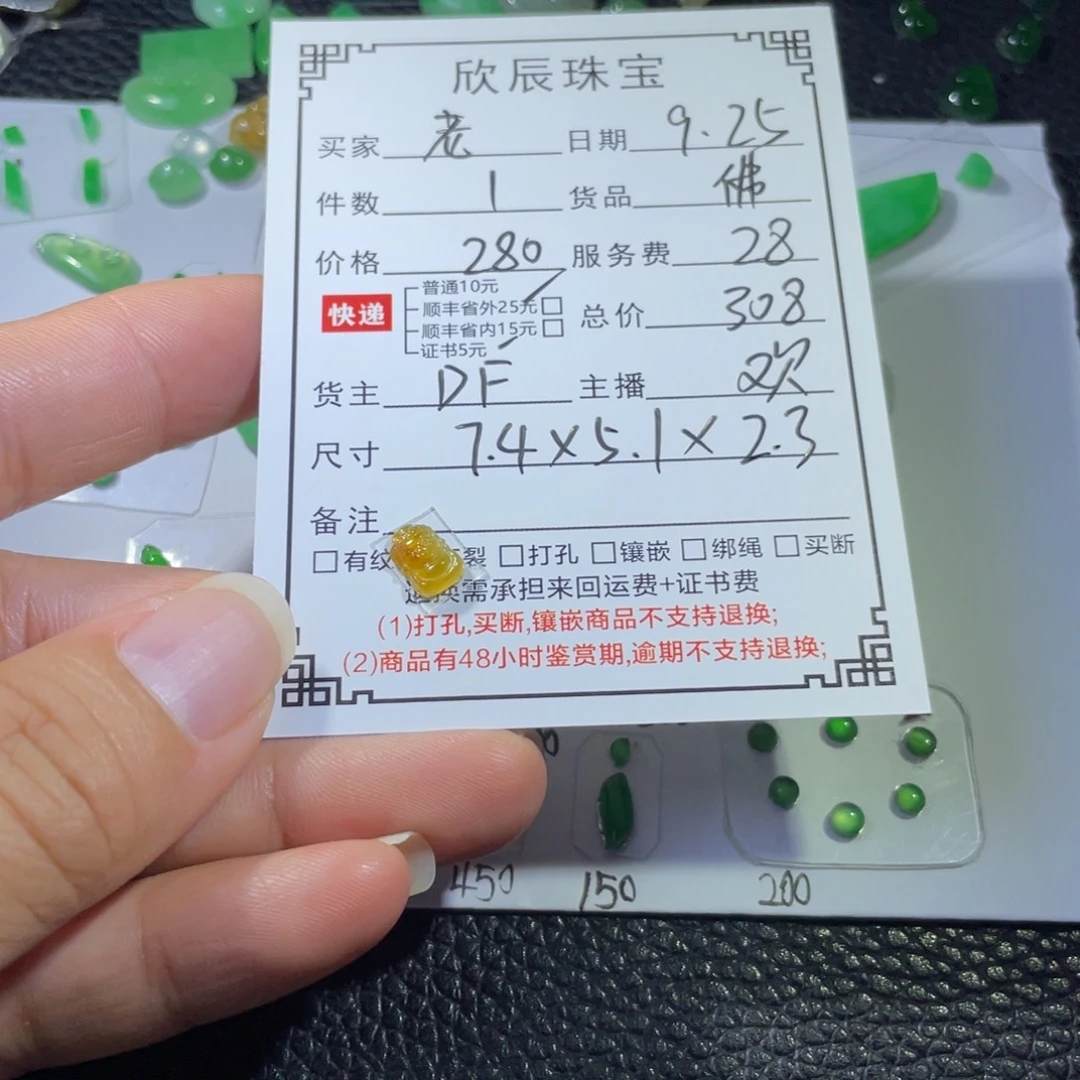 欣辰珠宝
买家 老 日期 9.25
件数 1 货品 佛
价格 280 服务费 28
快递
普通10元
顺丰省外25元□
顺丰省内15元□
证书5元
总价 308
货主 DF 主播 欢
尺寸 7.4×5.1×2.3
备注
□有纹 裂 □打孔 □镶嵌 □绑绳 □买断
退换需承担来回运费+证书费
(1)打孔,买断,镶嵌商品不支持退换;
(2)商品有48小时鉴赏期,逾期不支持退换;
450 150 200